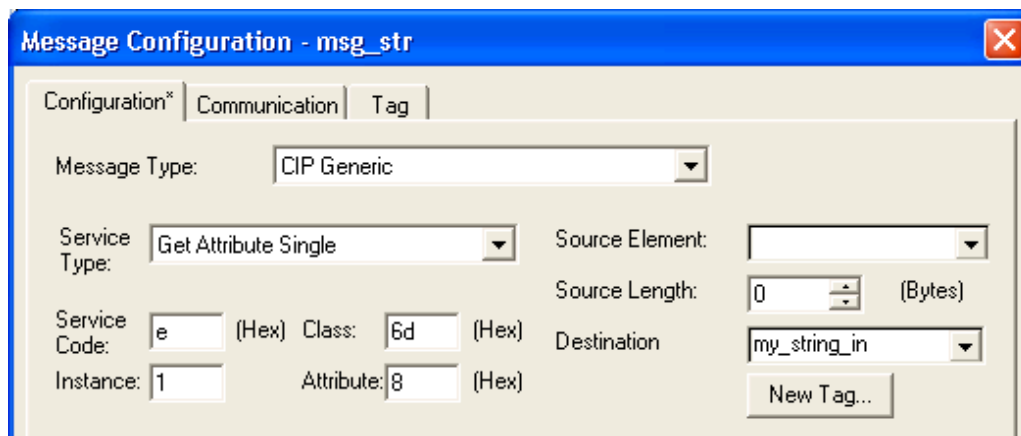 Message Configuration - msg_str
Configuration* Communication Tag
Message Type: CIP Generic
Service Type: Get Attribute Single
Source Element:
Source Length: 0 (Bytes)
Service Code: e (Hex) Class: 6d (Hex)
Destination my_string_in
Instance: 1 Attribute: 8 (Hex)
New Tag...